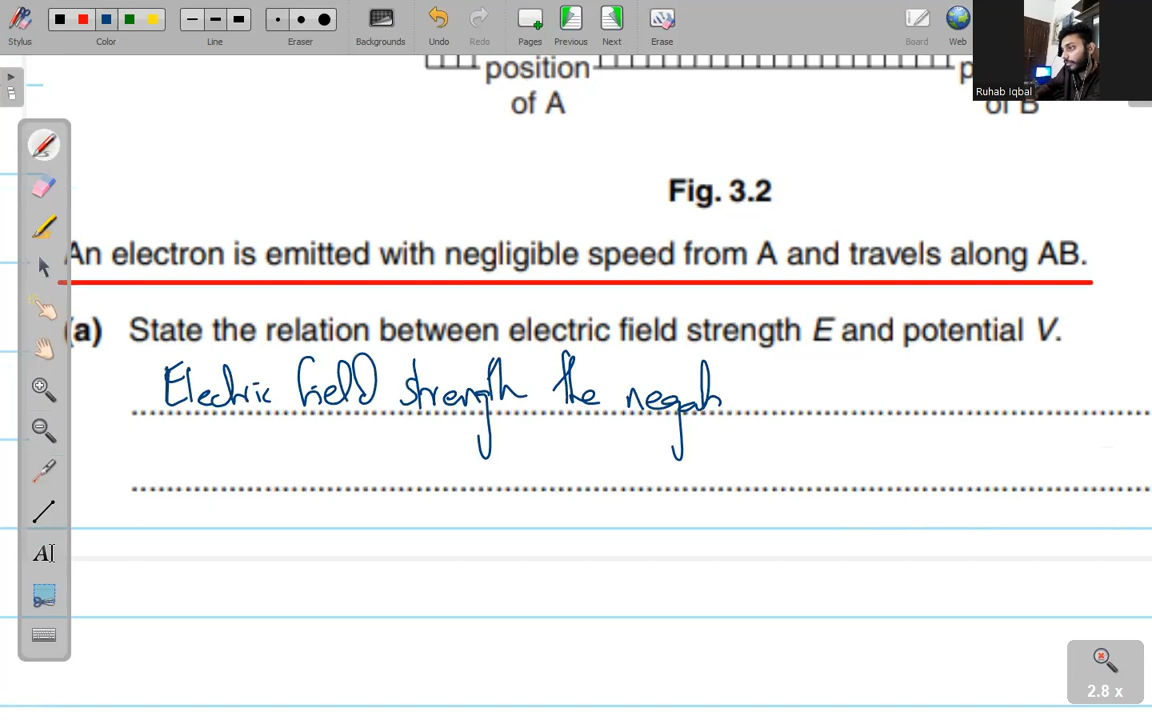 Stylus Color Line Eraser Backgrounds Undo Redo Pages Previous Next Erase Board Web
Ruhab Iqbal
position
of A
of B
Fig. 3.2
An electron is emitted with negligible speed from A and travels along AB.
(a) State the relation between electric field strength E and potential V.
Electric field strength the negati
2.8 x